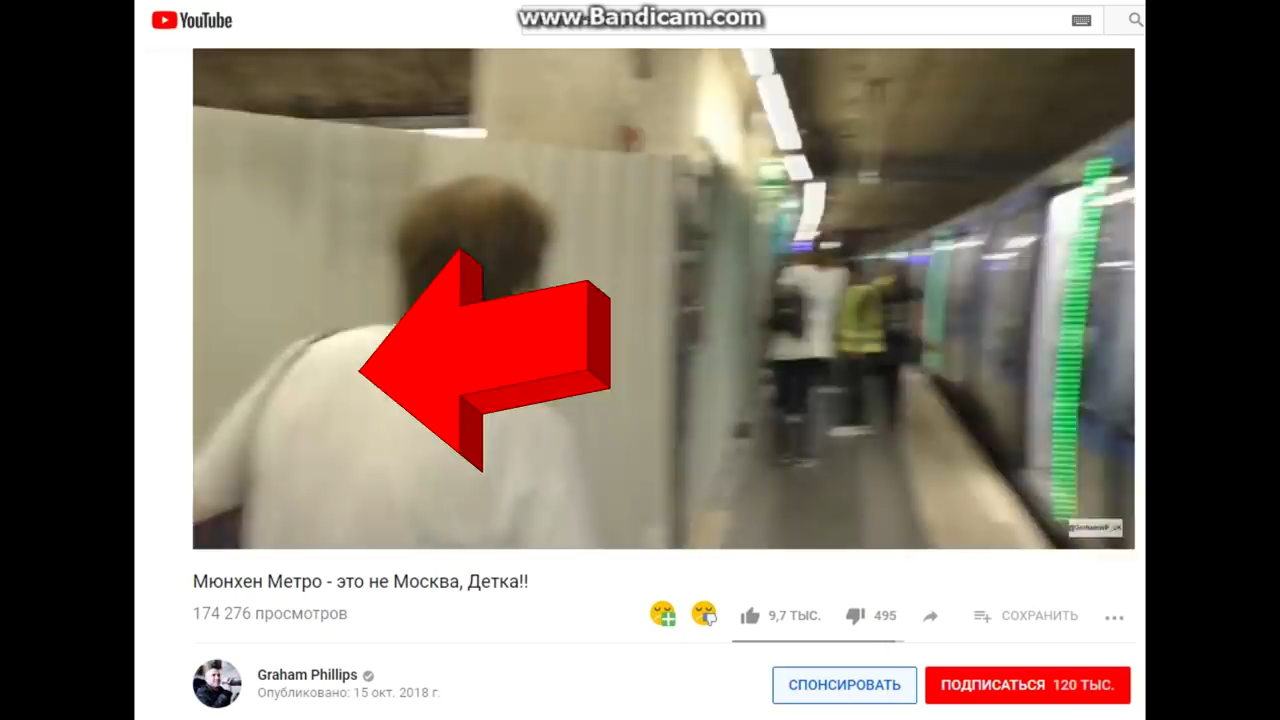 YouTube
www.Bandicam.com
Мюнхен Метро - это не Москва, Детка!!
174 276 просмотров
9,7 ТЫС.
495
СОХРАНИТЬ
Graham Phillips
Опубликовано: 15 окт. 2018 г.
СПОНСИРОВАТЬ
ПОДПИСАТЬСЯ 120 ТЫС.